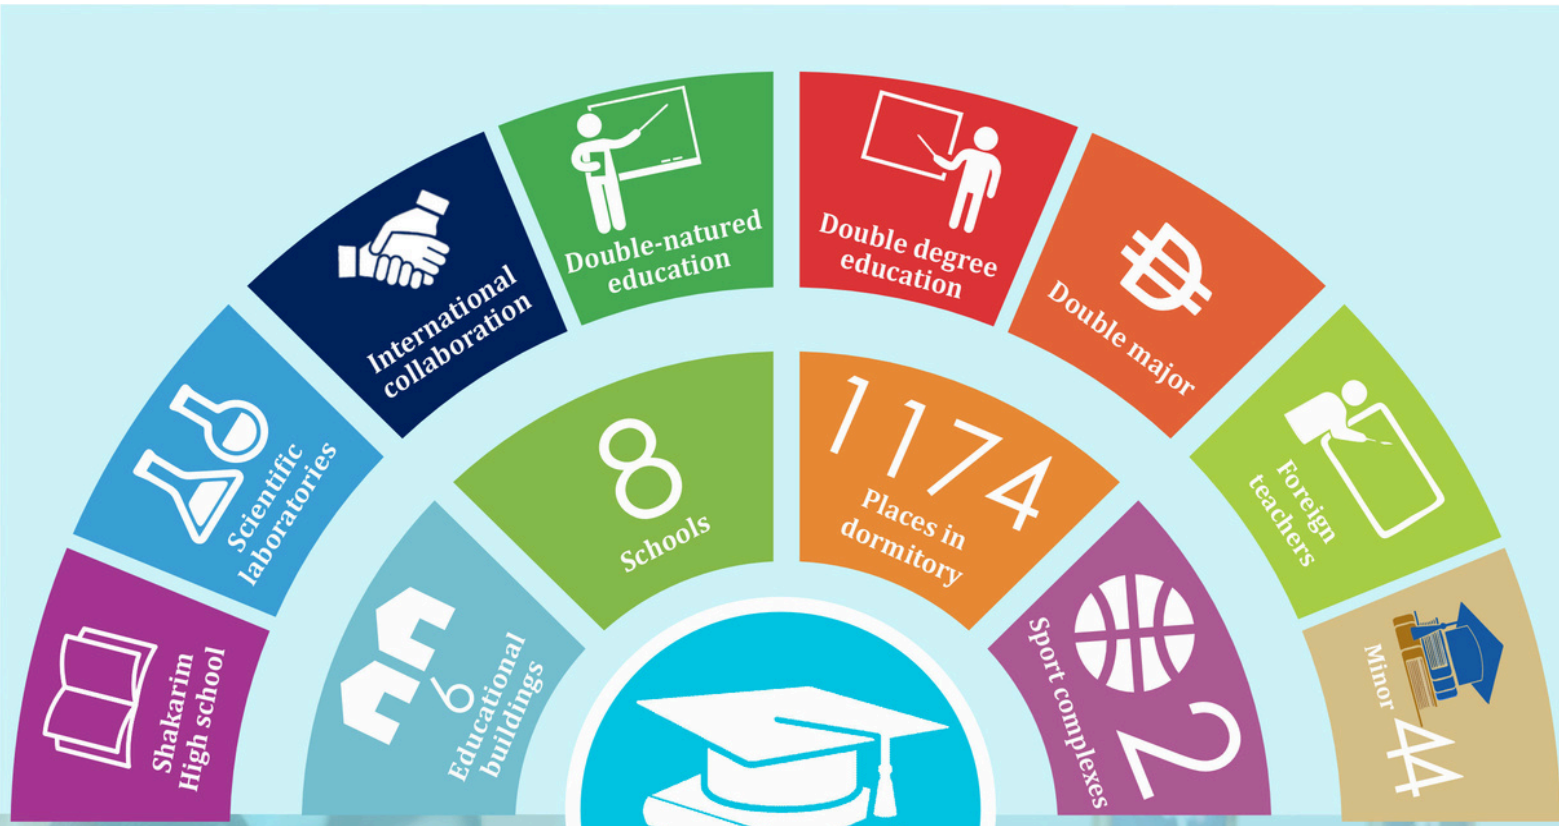 Shakarim
High school
Scientific
laboratories
International
collaboration
Double-natured
education
Double degree
education
Double major
Foreign
teachers
Minor
44
6
Educational
buildings
8
Schools
1174
Places in
dormitory
Sport complexes
2